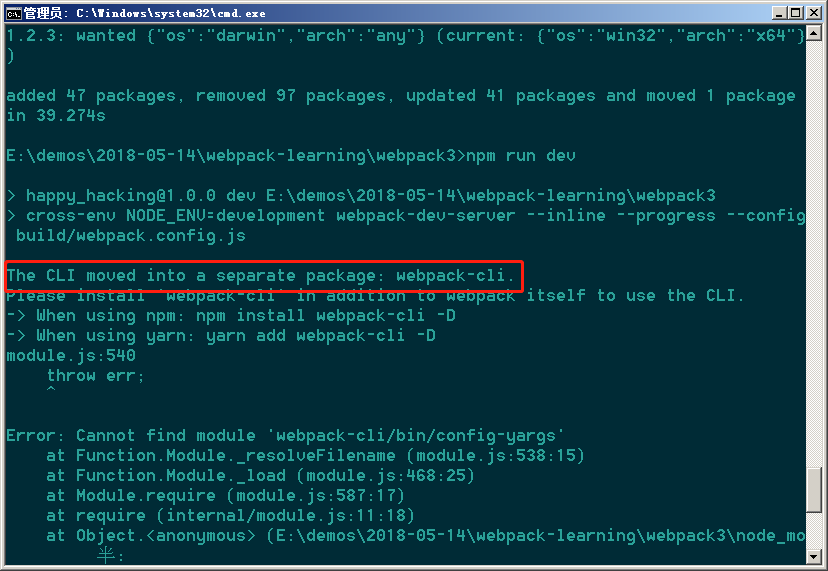 管理员: C:\Windows\system32\cmd.exe
1.2.3: wanted {"os":"darwin","arch":"any"} (current: {"os":"win32","arch":"x64"}
)
added 47 packages, removed 97 packages, updated 41 packages and moved 1 package
in 39.274s
E:\demos\2018-05-14\webpack-learning\webpack3>npm run dev
> happy_hacking@1.0.0 dev E:\demos\2018-05-14\webpack-learning\webpack3
> cross-env NODE_ENV=development webpack-dev-server --inline --progress --config
build/webpack.config.js
The CLI moved into a separate package: webpack-cli.
Please install 'webpack-cli' in addition to webpack itself to use the CLI.
-> When using npm: npm install webpack-cli -D
-> When using yarn: yarn add webpack-cli -D
module.js:540
throw err;
^
Error: Cannot find module 'webpack-cli/bin/config-yargs'
at Function.Module._resolveFilename (module.js:538:15)
at Function.Module._load (module.js:468:25)
at Module.require (module.js:587:17)
at require (internal/module.js:11:18)
at Object.<anonymous> (E:\demos\2018-05-14\webpack-learning\webpack3\node_mo
半: